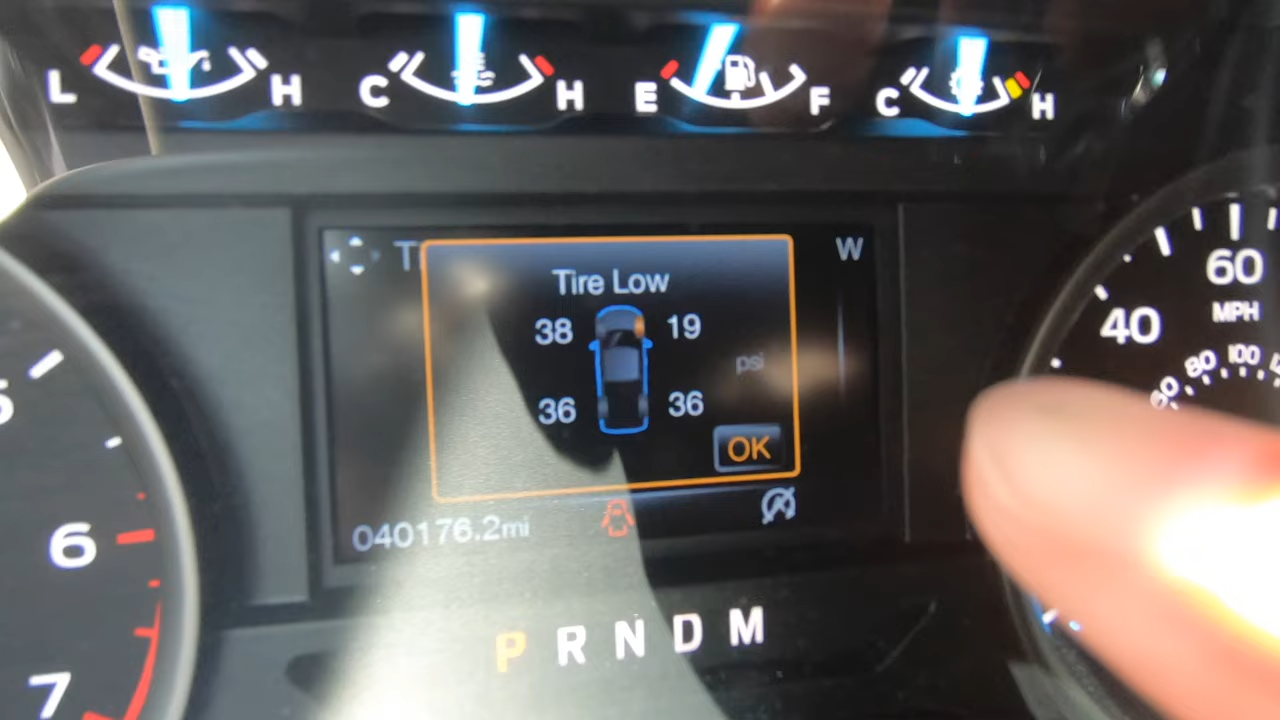 L H C H E F C H
T
W
Tire Low
38 19
psi
36 36
OK
040176.2mi
P R N D M
6
7
40
60
MPH
80
100